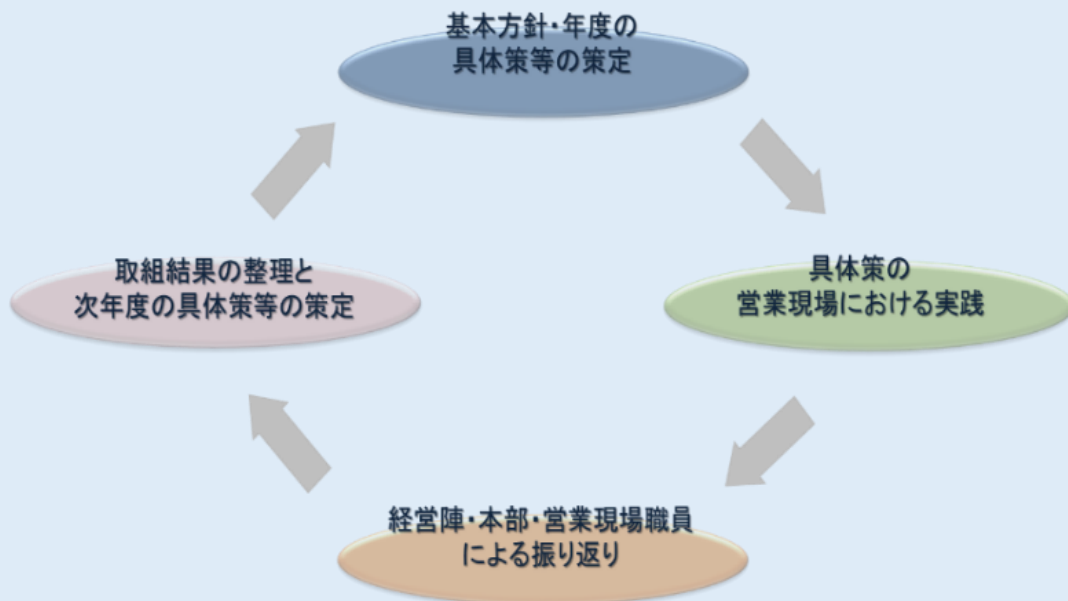 基本方針・年度の
具体策等の策定
具体策の
営業現場における実践
経営陣・本部・営業現場職員
による振り返り
取組結果の整理と
次年度の具体策等の策定